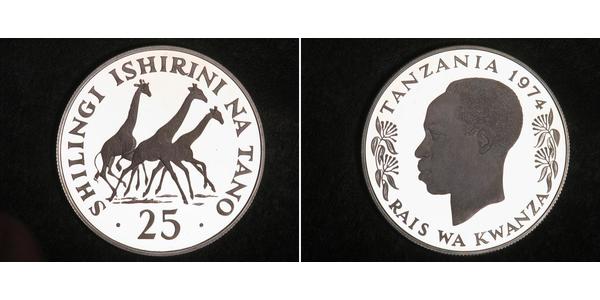 SHILINGI ISHIRINI NA TANO
· 25 ·
TANZANIA 1974
RAIS WA KWANZA